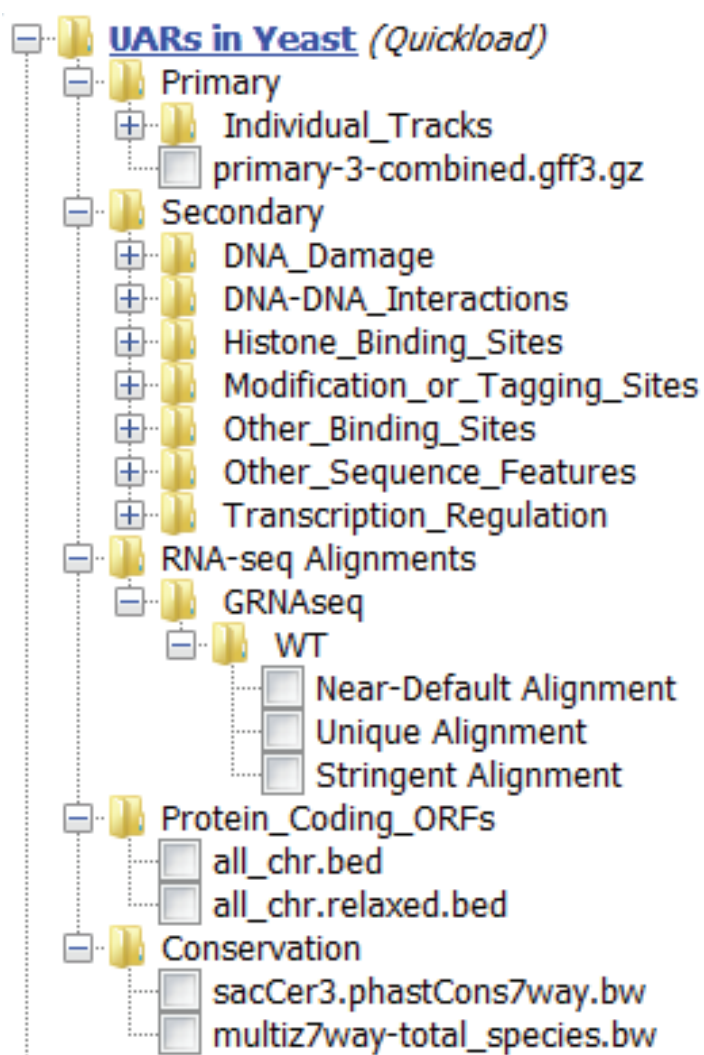 UARs in Yeast (Quickload)
Primary
Individual_Tracks
primary-3-combined.gff3.gz
Secondary
DNA_Damage
DNA-DNA_Interactions
Histone_Binding_Sites
Modification_or_Tagging_Sites
Other_Binding_Sites
Other_Sequence_Features
Transcription_Regulation
RNA-seq Alignments
GRNAseq
WT
Near-Default Alignment
Unique Alignment
Stringent Alignment
Protein_Coding_ORFs
all_chr.bed
all_chr.relaxed.bed
Conservation
sacCer3.phastCons7way.bw
multiz7way-total_species.bw